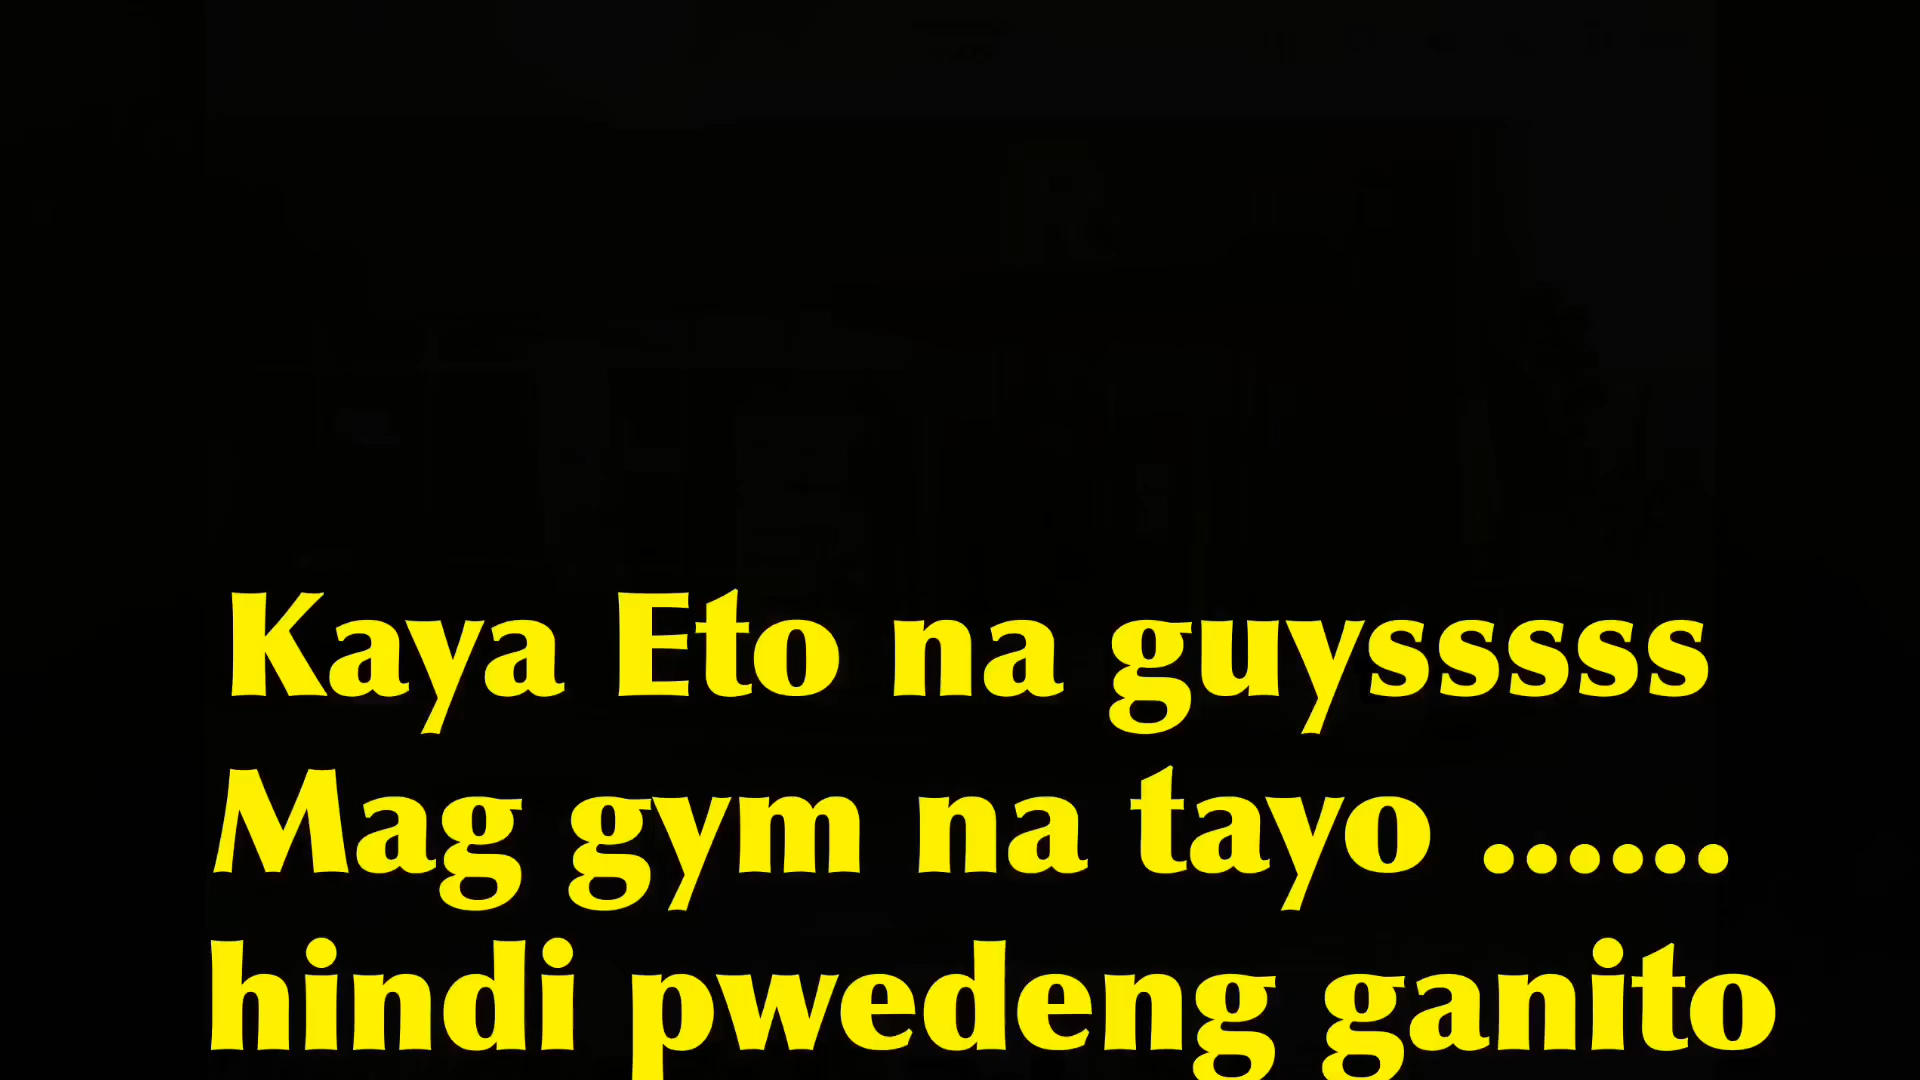 Kaya Eto na guysssss
Mag gym na tayo ......
hindi pwedeng ganito